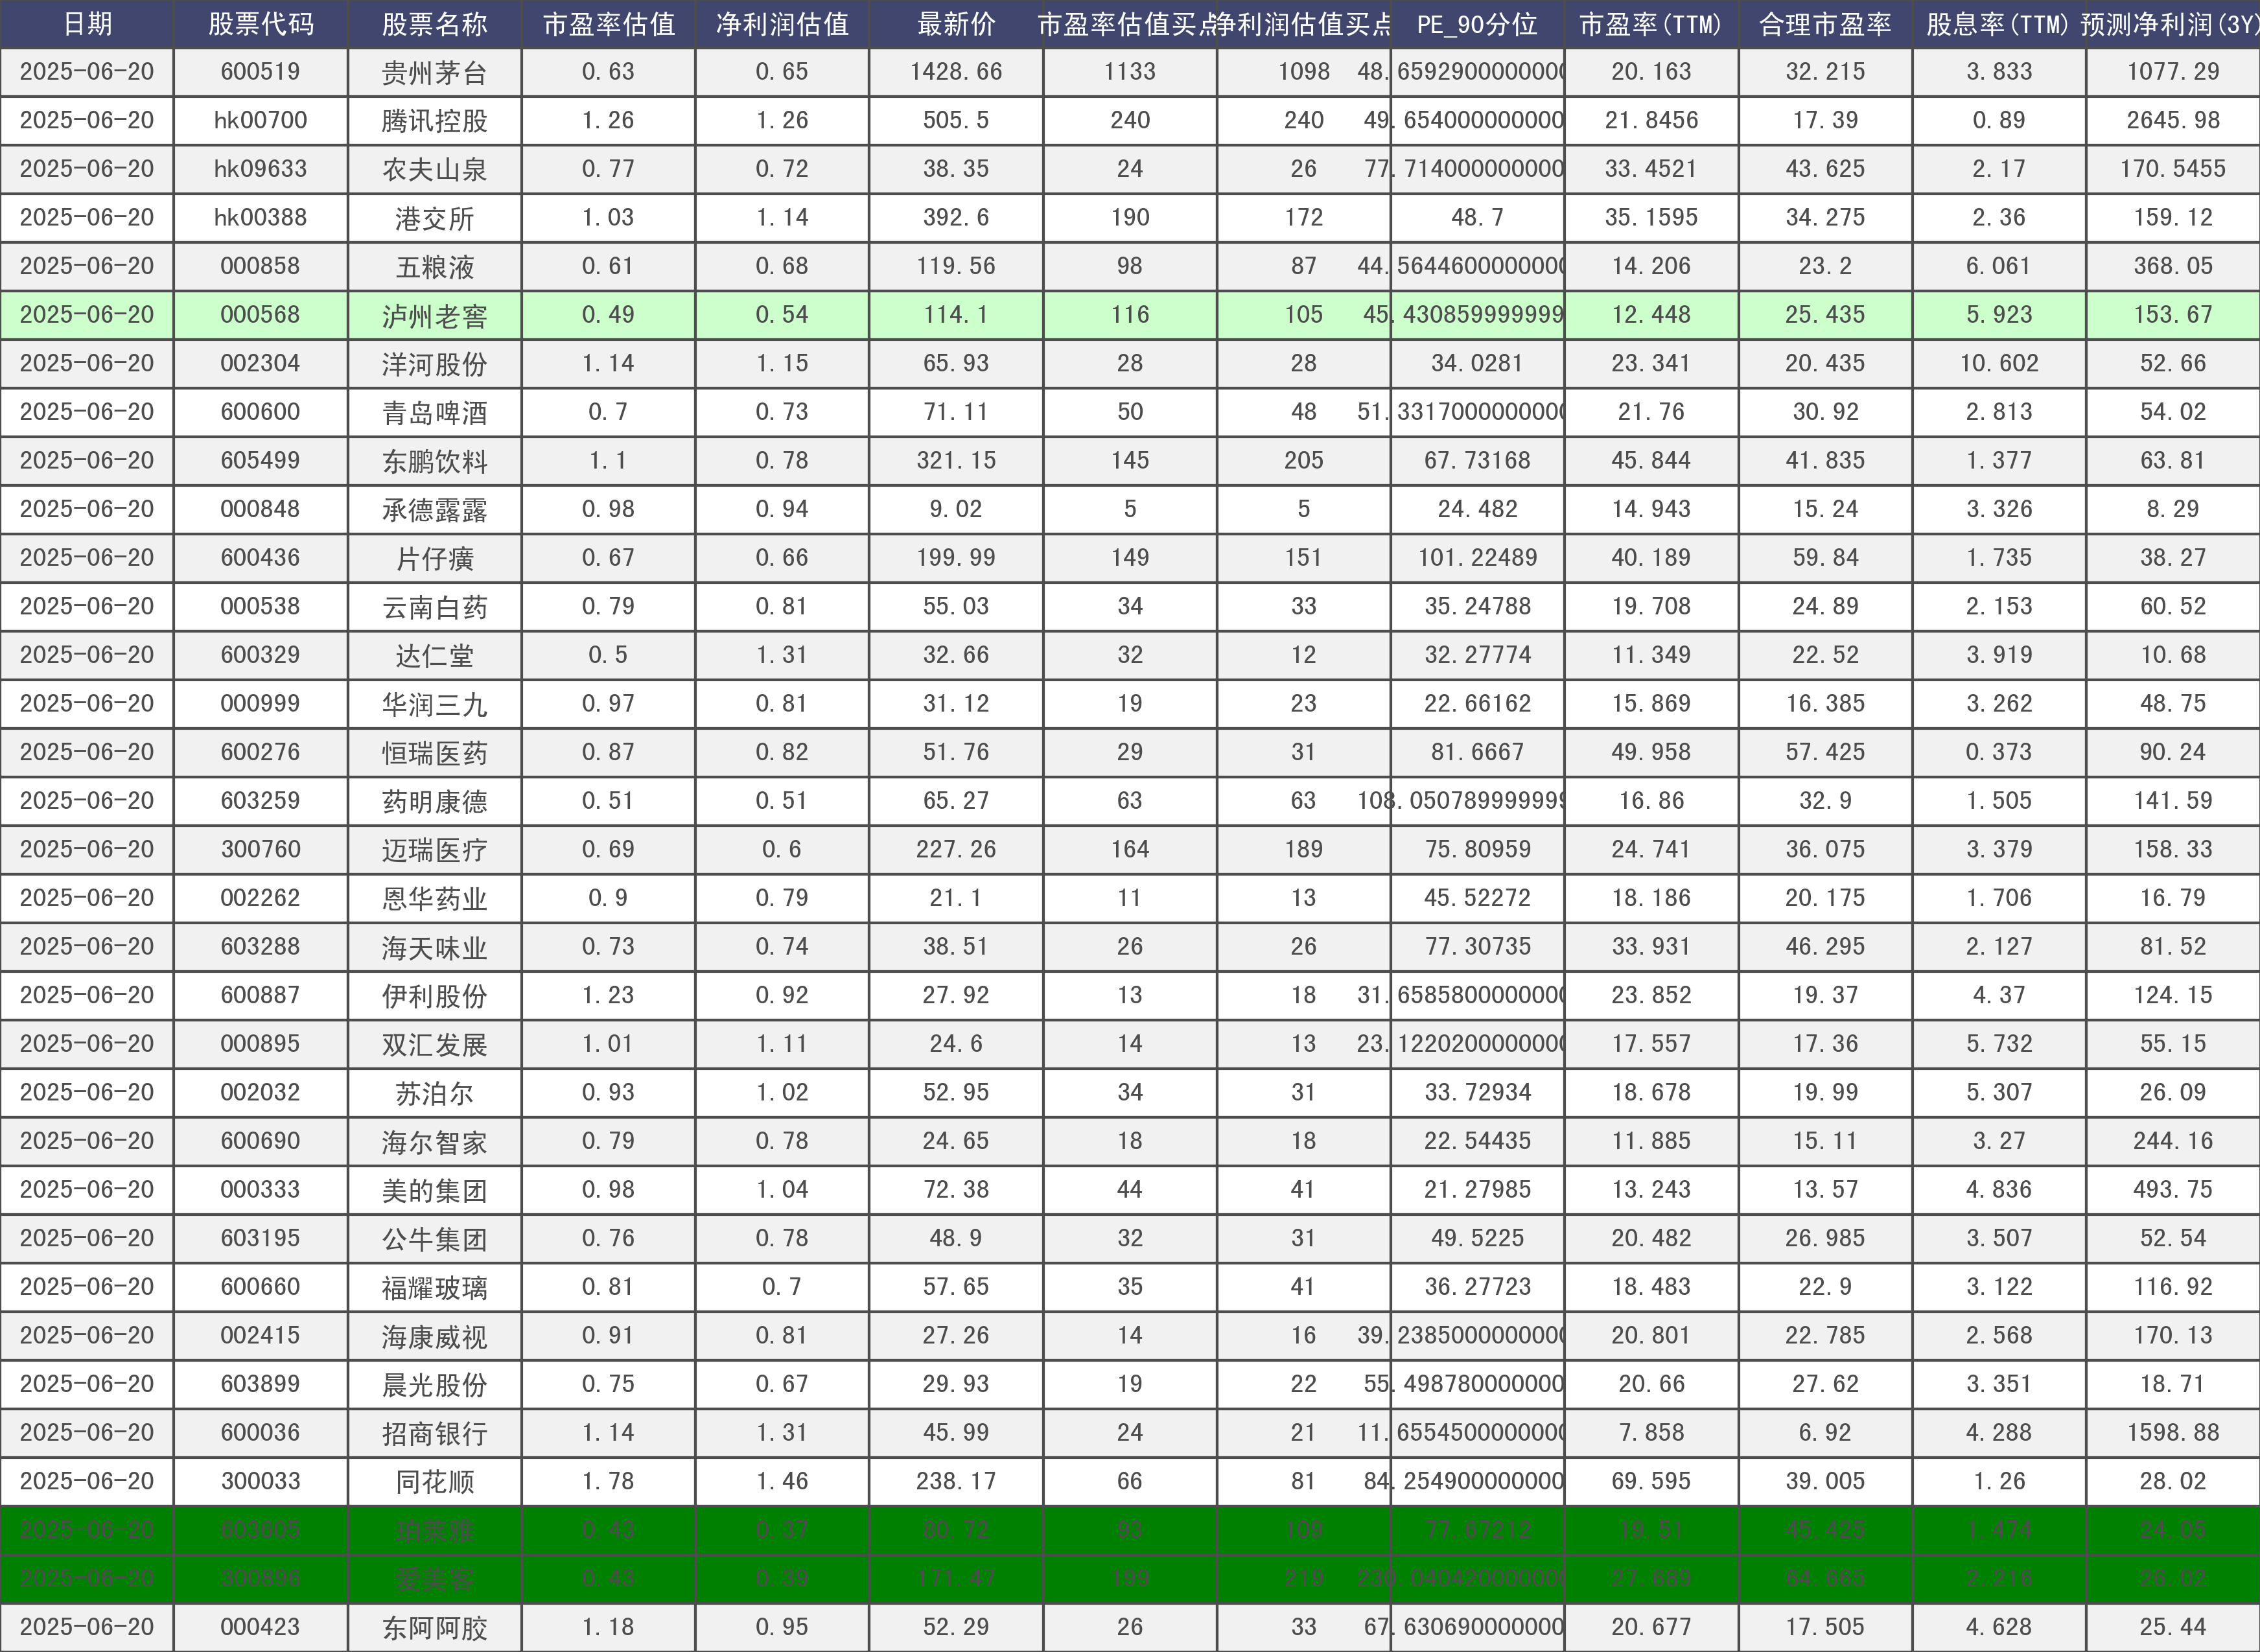 日期 股票代码 股票名称 市盈率估值 净利润估值 最新价 市盈率估值买点 净利润估值买点 PE_90分位 市盈率(TTM) 合理市盈率 股息率(TTM) 预测净利润(3Y)
2025-06-20 600519 贵州茅台 0.63 0.65 1428.66 1133 1098 48.6592900000000 20.163 32.215 3.833 1077.29
2025-06-20 hk00700 腾讯控股 1.26 1.26 505.5 240 240 49.654000000000 21.8456 17.39 0.89 2645.98
2025-06-20 hk09633 农夫山泉 0.77 0.72 38.35 24 26 77.714000000000 33.4521 43.625 2.17 170.5455
2025-06-20 hk00388 港交所 1.03 1.14 392.6 190 172 48.7 35.1595 34.275 2.36 159.12
2025-06-20 000858 五粮液 0.61 0.68 119.56 98 87 44.5644600000000 14.206 23.2 6.061 368.05
2025-06-20 000568 泸州老窖 0.49 0.54 114.1 116 105 45.430859999999 12.448 25.435 5.923 153.67
2025-06-20 002304 洋河股份 1.14 1.15 65.93 28 28 34.0281 23.341 20.435 10.602 52.66
2025-06-20 600600 青岛啤酒 0.7 0.73 71.11 50 48 51.3317000000000 21.76 30.92 2.813 54.02
2025-06-20 605499 东鹏饮料 1.1 0.78 321.15 145 205 67.73168 45.844 41.835 1.377 63.81
2025-06-20 000848 承德露露 0.98 0.94 9.02 5 5 24.482 14.943 15.24 3.326 8.29
2025-06-20 600436 片仔癀 0.67 0.66 199.99 149 151 101.22489 40.189 59.84 1.735 38.27
2025-06-20 000538 云南白药 0.79 0.81 55.03 34 33 35.24788 19.708 24.89 2.153 60.52
2025-06-20 600329 达仁堂 0.5 1.31 32.66 32 12 32.27774 11.349 22.52 3.919 10.68
2025-06-20 000999 华润三九 0.97 0.81 31.12 19 23 22.66162 15.869 16.385 3.262 48.75
2025-06-20 600276 恒瑞医药 0.87 0.82 51.76 29 31 81.6667 49.958 57.425 0.373 90.24
2025-06-20 603259 药明康德 0.51 0.51 65.27 63 63 108.050789999999 16.86 32.9 1.505 141.59
2025-06-20 300760 迈瑞医疗 0.69 0.6 227.26 164 189 75.80959 24.741 36.075 3.379 158.33
2025-06-20 002262 恩华药业 0.9 0.79 21.1 11 13 45.52272 18.186 20.175 1.706 16.79
2025-06-20 603288 海天味业 0.73 0.74 38.51 26 26 77.30735 33.931 46.295 2.127 81.52
2025-06-20 600887 伊利股份 1.23 0.92 27.92 13 18 31.6585800000000 23.852 19.37 4.37 124.15
2025-06-20 000895 双汇发展 1.01 1.11 24.6 14 13 23.1220200000000 17.557 17.36 5.732 55.15
2025-06-20 002032 苏泊尔 0.93 1.02 52.95 34 31 33.72934 18.678 19.99 5.307 26.09
2025-06-20 600690 海尔智家 0.79 0.78 24.65 18 18 22.54435 11.885 15.11 3.27 244.16
2025-06-20 000333 美的集团 0.98 1.04 72.38 44 41 21.27985 13.243 13.57 4.836 493.75
2025-06-20 603195 公牛集团 0.76 0.78 48.9 32 31 49.5225 20.482 26.985 3.507 52.54
2025-06-20 600660 福耀玻璃 0.81 0.7 57.65 35 41 36.27723 18.483 22.9 3.122 116.92
2025-06-20 002415 海康威视 0.91 0.81 27.26 14 16 39.2385000000000 20.801 22.785 2.568 170.13
2025-06-20 603899 晨光股份 0.75 0.67 29.93 19 22 55.498780000000 20.66 27.62 3.351 18.71
2025-06-20 600036 招商银行 1.14 1.31 45.99 24 21 11.6554500000000 7.858 6.92 4.288 1598.88
2025-06-20 300033 同花顺 1.78 1.46 238.17 66 81 84.254900000000 69.595 39.005 1.26 28.02
2025-06-20 603605 珀莱雅 0.43 0.37 80.72 93 109 77.87212 19.51 45.425 1.474 24.05
2025-06-20 300896 爱美客 0.43 0.39 171.47 199 219 230.0404200000000 27.689 64.665 2.216 26.02
2025-06-20 000423 东阿阿胶 1.18 0.95 52.29 26 33 67.630690000000 20.677 17.505 4.628 25.44